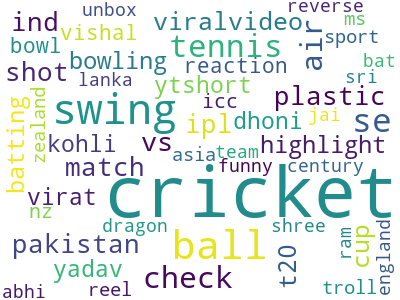 unbox reverse
ind viralvideo air ms
vishal tennis sport
bowl bowling reaction bat
shot lanka ytshort sri
icc plastic
swing ipl dhoni jai se
batting zealand kohli vs highlight
asia team
match funny century
virat cricket
nz dragon shree
pakistan ball t20 ram cup england
yadav check
abhi reel troll